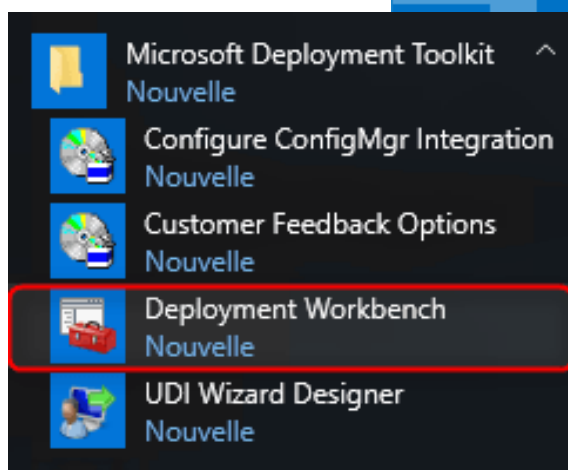 Microsoft Deployment Toolkit
Nouvelle
Configure ConfigMgr Integration
Nouvelle
Customer Feedback Options
Nouvelle
Deployment Workbench
Nouvelle
UDI Wizard Designer
Nouvelle